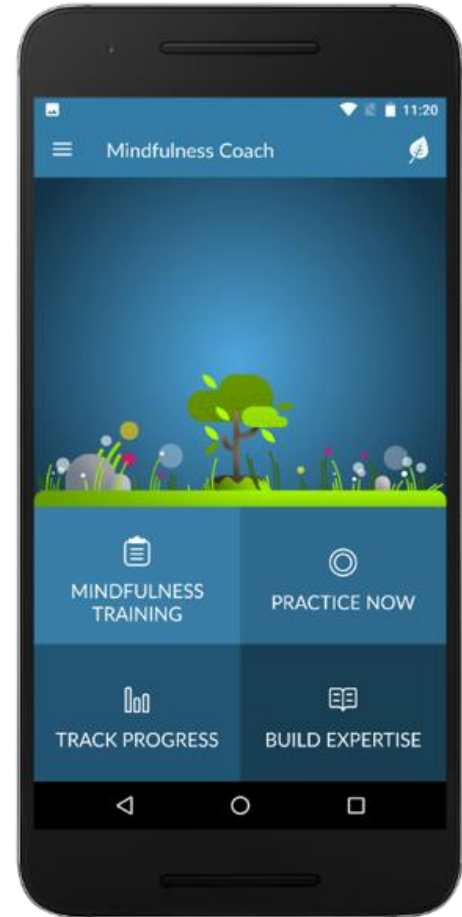 11:20
Mindfulness Coach
MINDFULNESS
TRAINING
PRACTICE NOW
TRACK PROGRESS
BUILD EXPERTISE